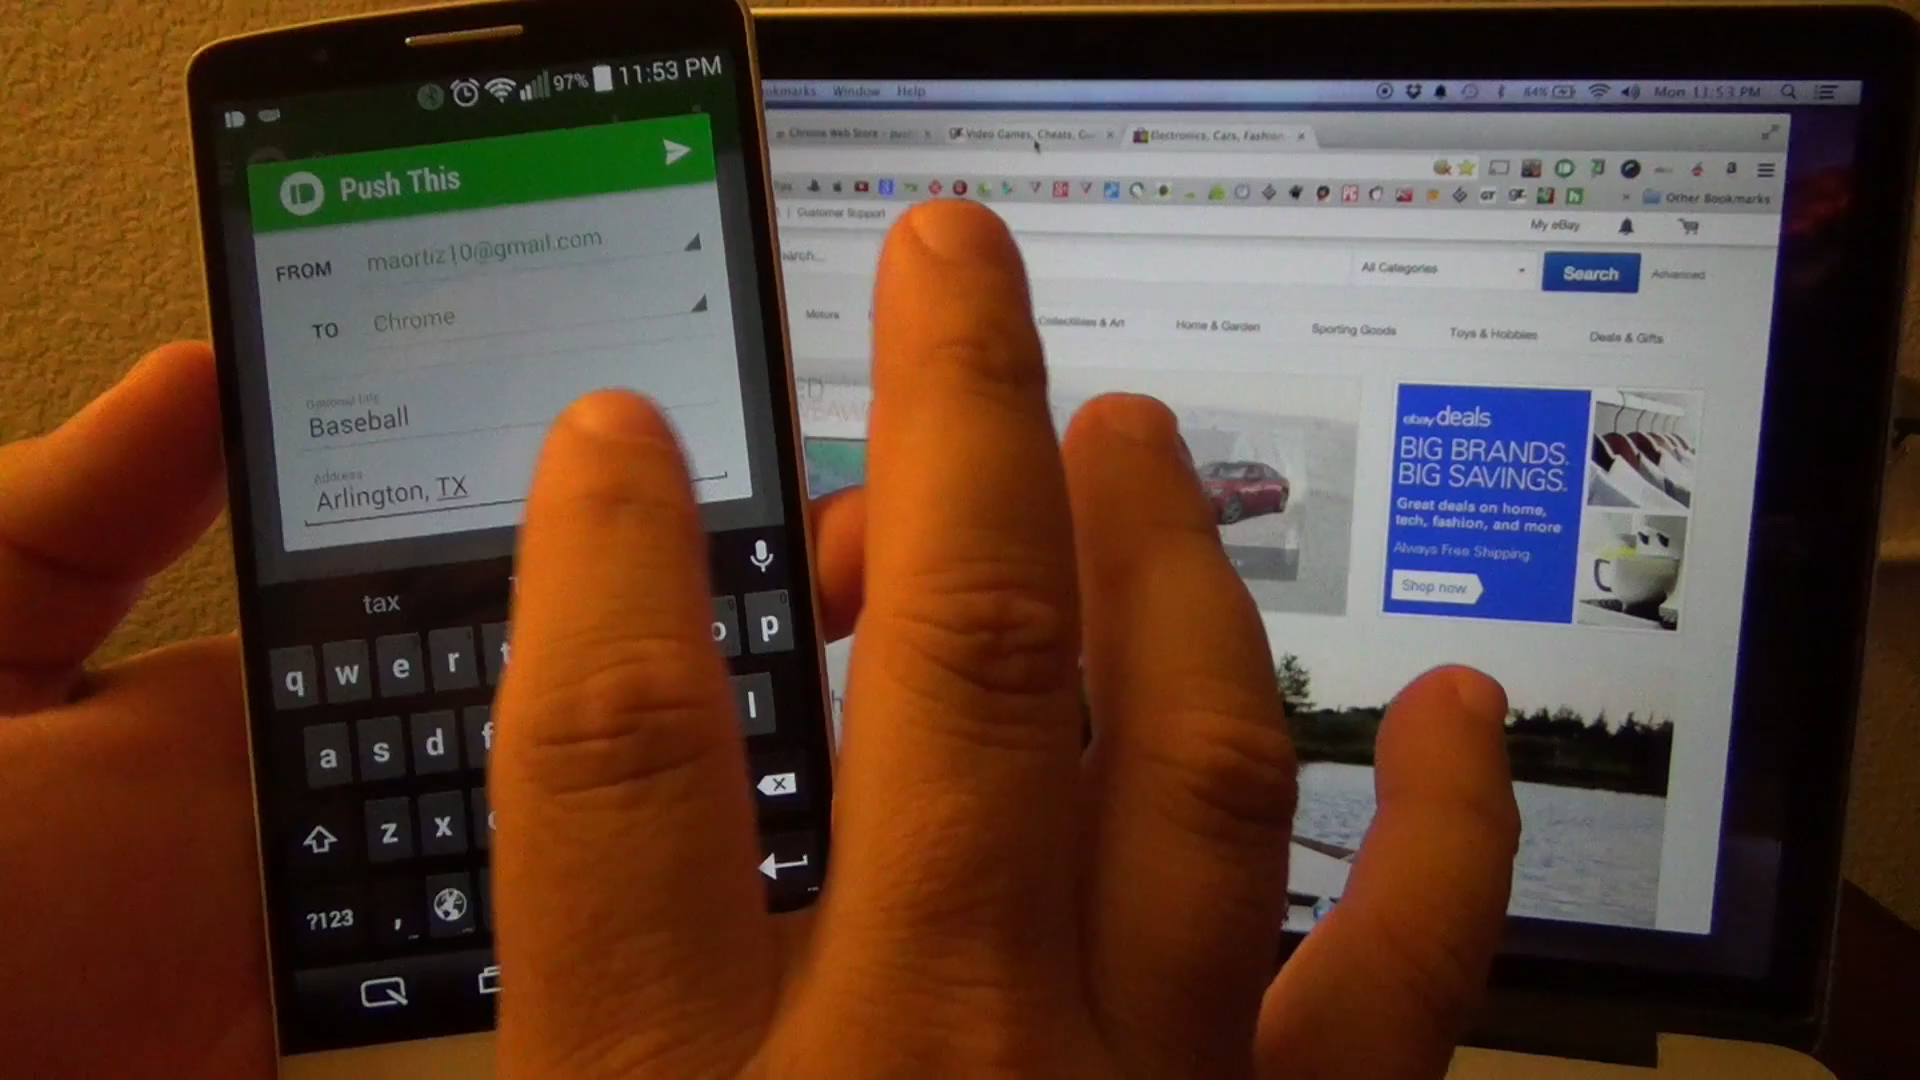 97% 11:53 PM
Push This
FROM maortiz10@gmail.com
TO Chrome
Optional title
Baseball
Address
Arlington, TX
tax
q w e r t o p
a s d f l
z x
?123 ,
Bookmarks Window Help
64% Mon 11:53 PM
Chrome Web Store - push
Video Games, Cheats, G
Electronics, Cars, Fashion
Other Bookmarks
Customer Support
My eBay
All Categories
Search
Advanced
Motors
Collectibles & Art
Home & Garden
Sporting Goods
Toys & Hobbies
Deals & Gifts
ebay deals
BIG BRANDS.
BIG SAVINGS.
Great deals on home,
tech, fashion, and more
Always Free Shipping
Shop now